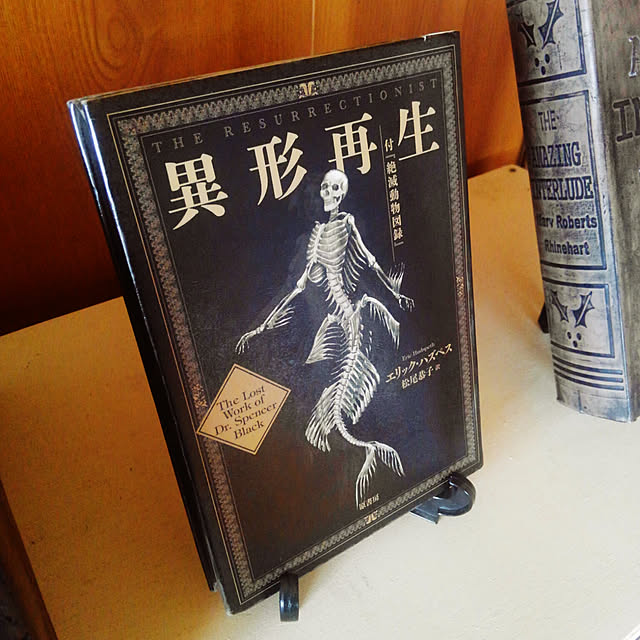 THE RESURRECTIONIST
異形再生
付「絶滅動物図録」
Eric Hudspeth
エリック・ハズペス
松尾恭子 訳
The Lost
Work of
Dr. Spencer
Black
原書房
THE
AMAZING
INTERLUDE
Mary Roberts
Rhinehart